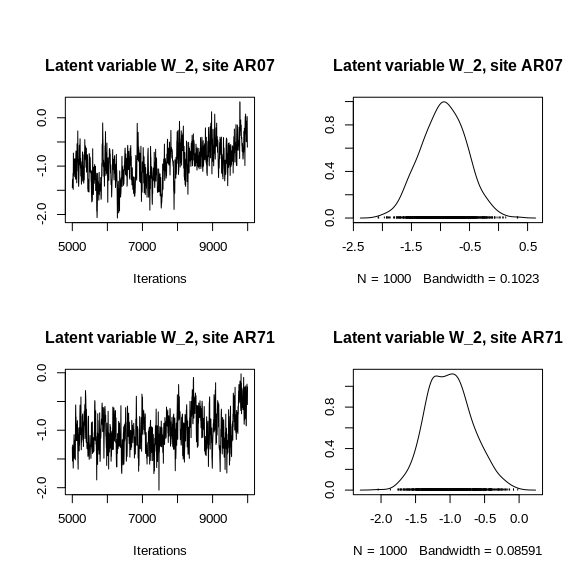 Latent variable W_2, site AR07
0.0
-1.0
-2.0
5000 7000 9000
Iterations
Latent variable W_2, site AR07
0.8
0.4
0.0
-2.5 -1.5 -0.5 0.5
N = 1000 Bandwidth = 0.1023
Latent variable W_2, site AR71
0.0
-1.0
-2.0
5000 7000 9000
Iterations
Latent variable W_2, site AR71
0.8
0.4
0.0
-2.0 -1.5 -1.0 -0.5 0.0
N = 1000 Bandwidth = 0.08591